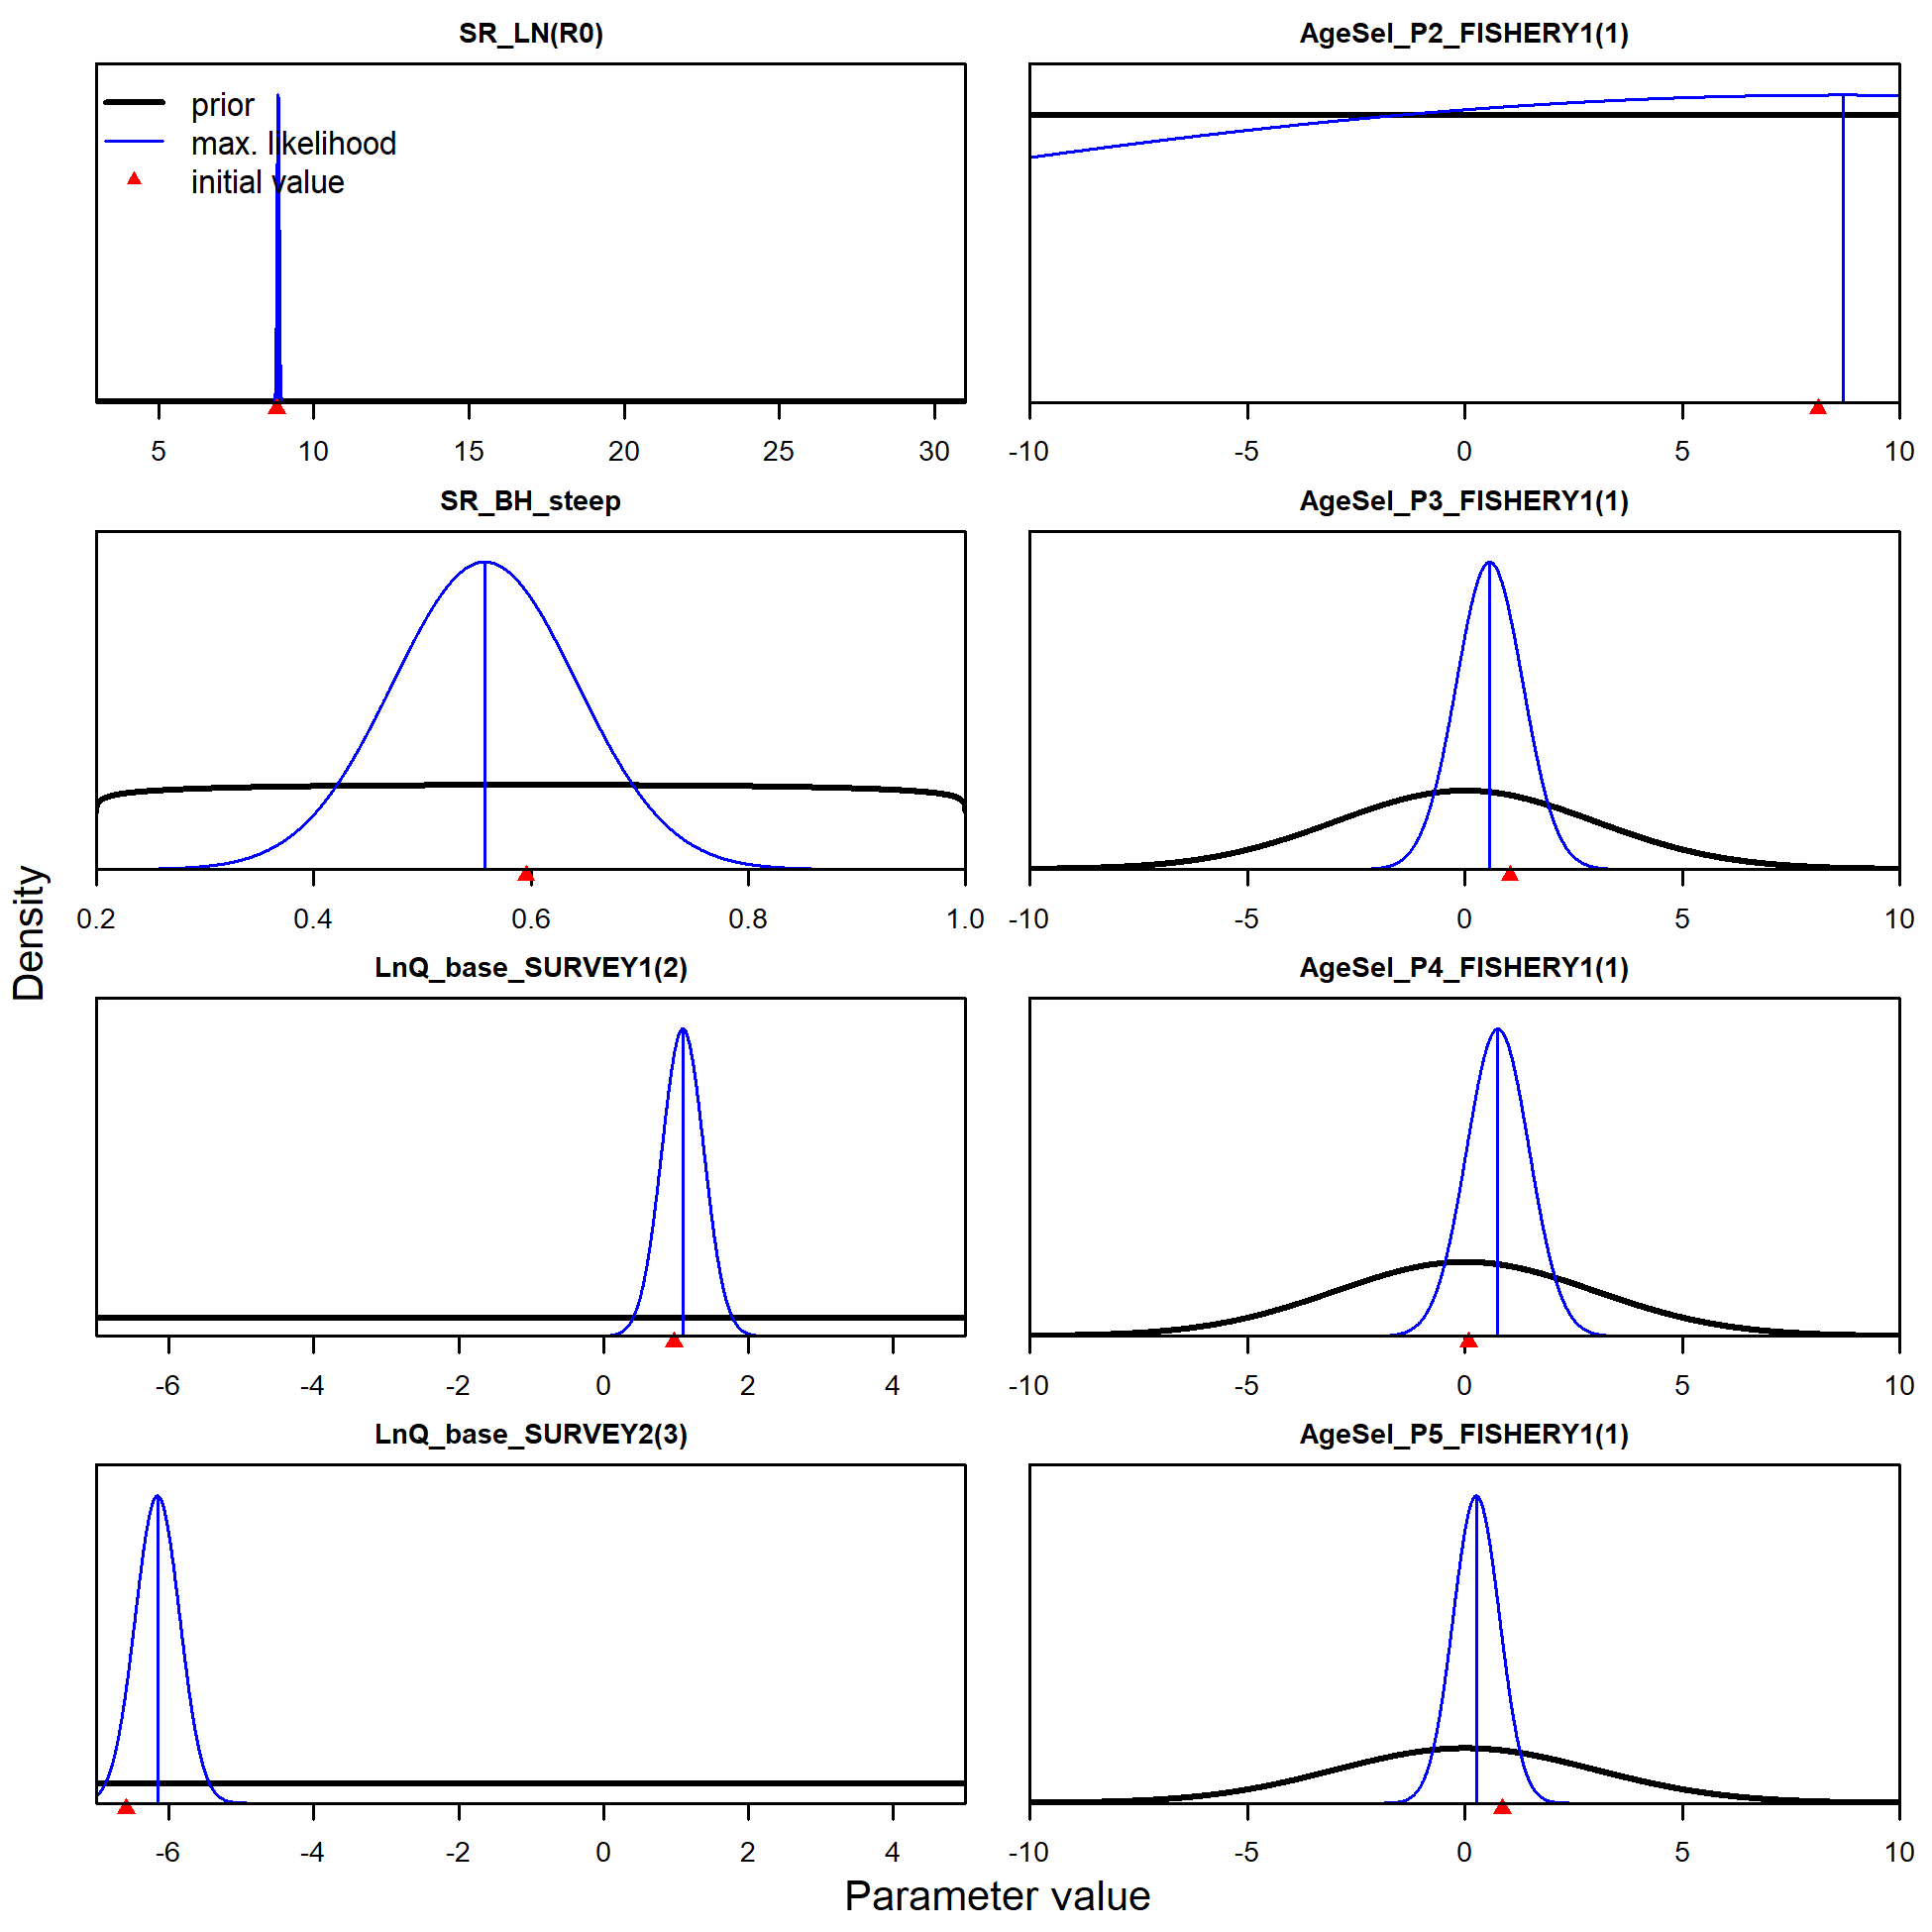 SR_LN(R0)
prior
max. likelihood
initial value
5 10 15 20 25 30
AgeSel_P2_FISHERY1(1)
-10 -5 0 5 10
SR_BH_steep
0.2 0.4 0.6 0.8 1.0
AgeSel_P3_FISHERY1(1)
-10 -5 0 5 10
LnQ_base_SURVEY1(2)
-6 -4 -2 0 2 4
AgeSel_P4_FISHERY1(1)
-10 -5 0 5 10
LnQ_base_SURVEY2(3)
-6 -4 -2 0 2 4
AgeSel_P5_FISHERY1(1)
-10 -5 0 5 10
Density
Parameter value